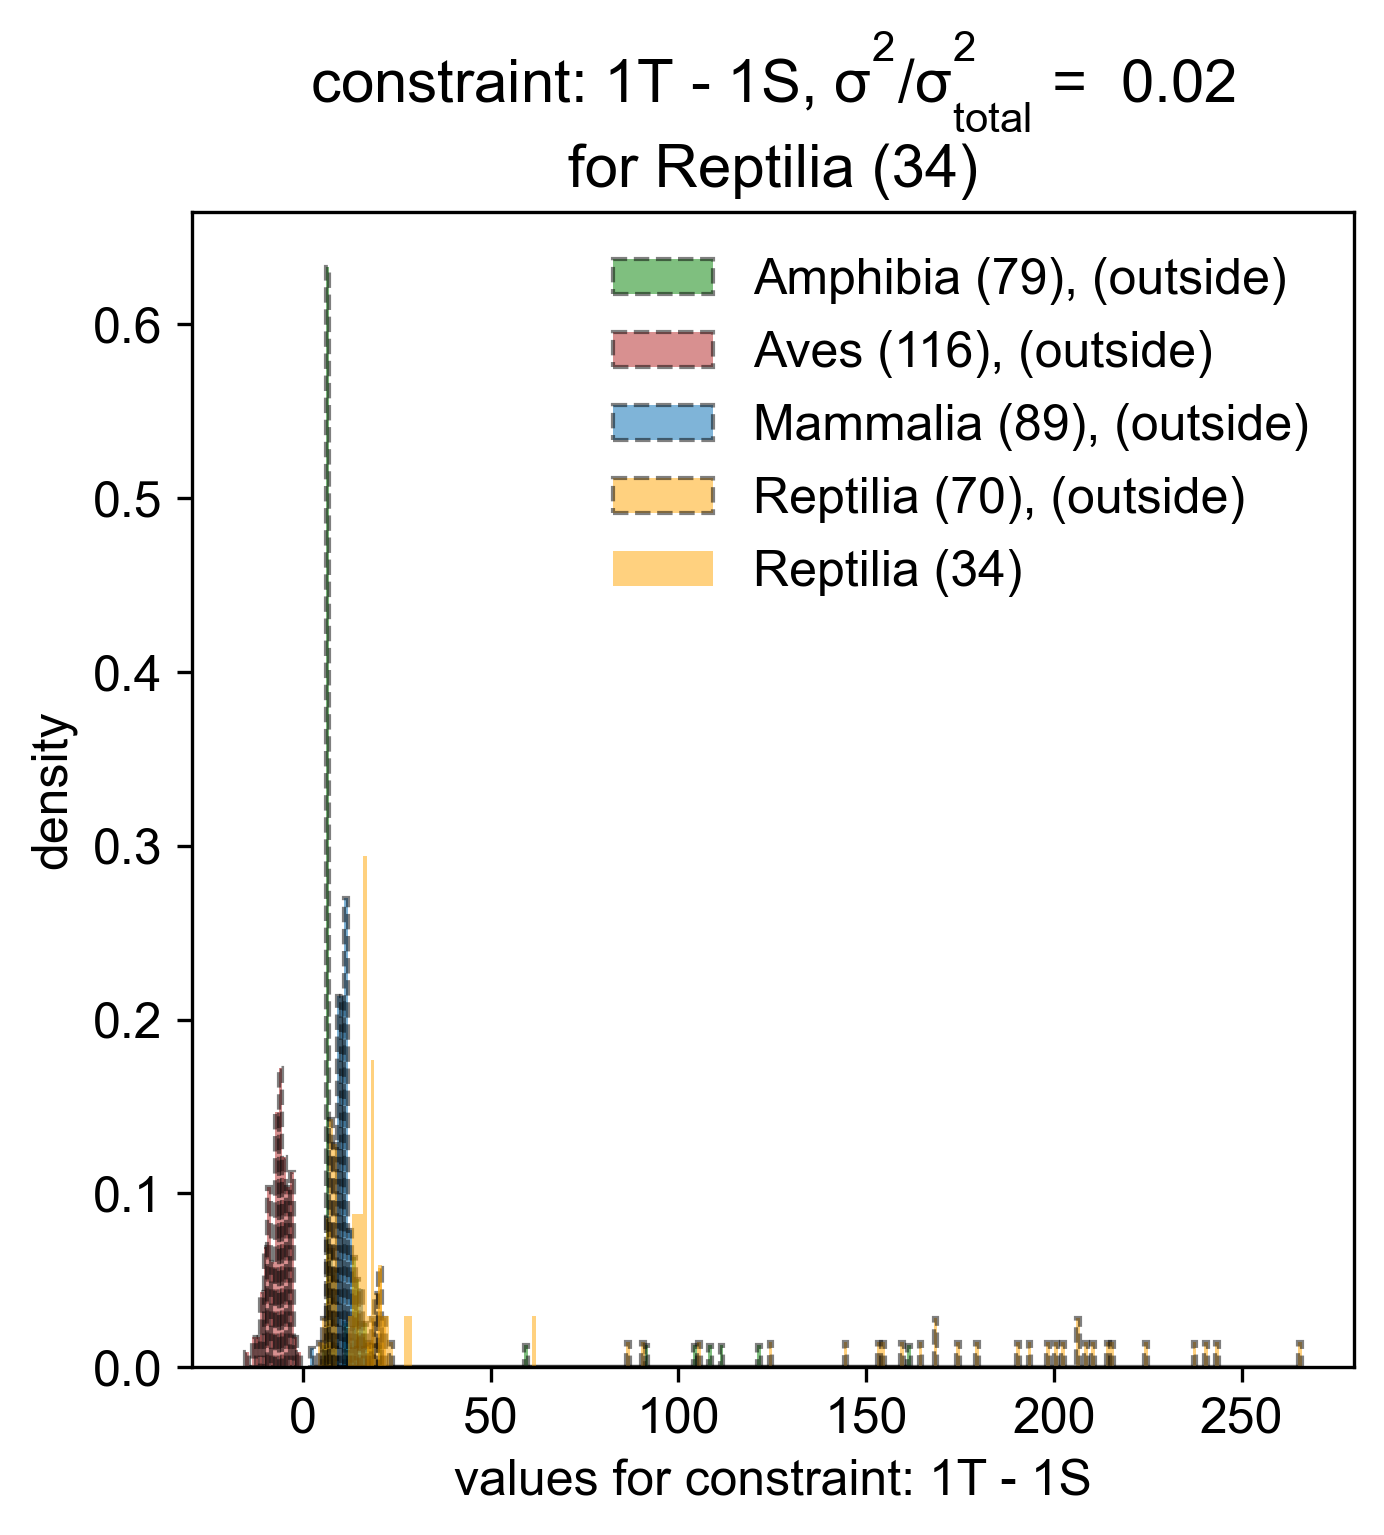 constraint: 1T - 1S, σ²/σ²total = 0.02
for Reptilia (34)
Amphibia (79), (outside)
Aves (116), (outside)
Mammalia (89), (outside)
Reptilia (70), (outside)
Reptilia (34)
density
0.6
0.5
0.4
0.3
0.2
0.1
0.0
0 50 100 150 200 250
values for constraint: 1T - 1S